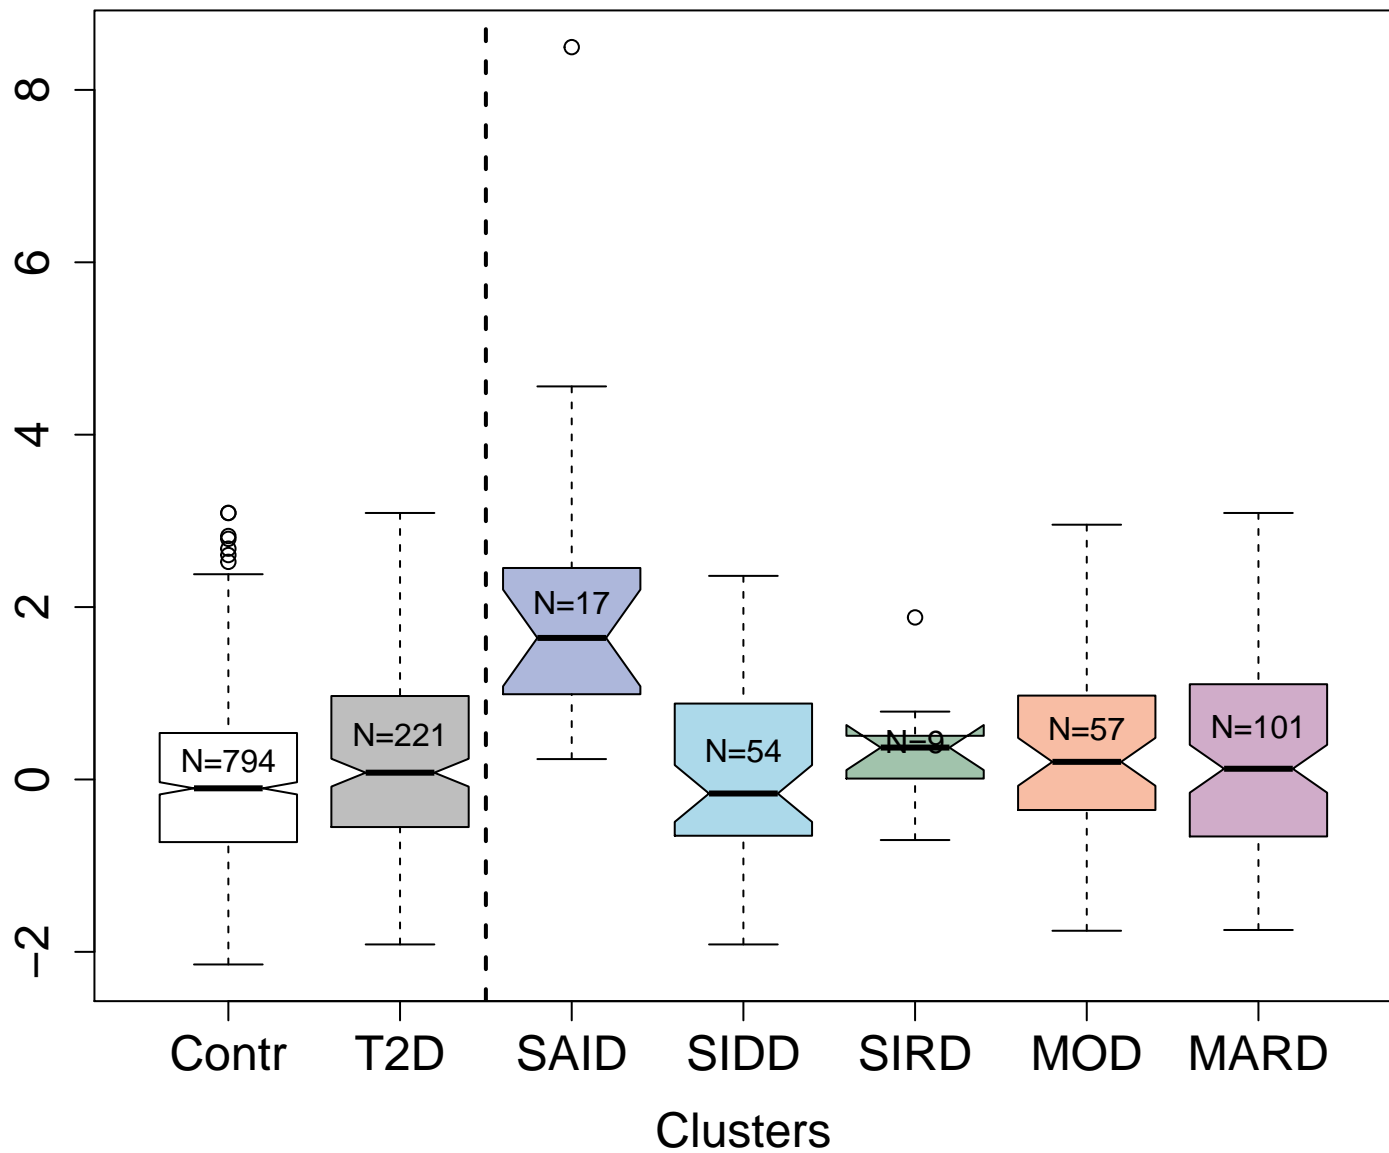 8
6
4
2
0
−2
N=794
N=221
N=17
N=54
N=9
N=57
N=101
Contr T2D SAID SIDD SIRD MOD MARD
Clusters